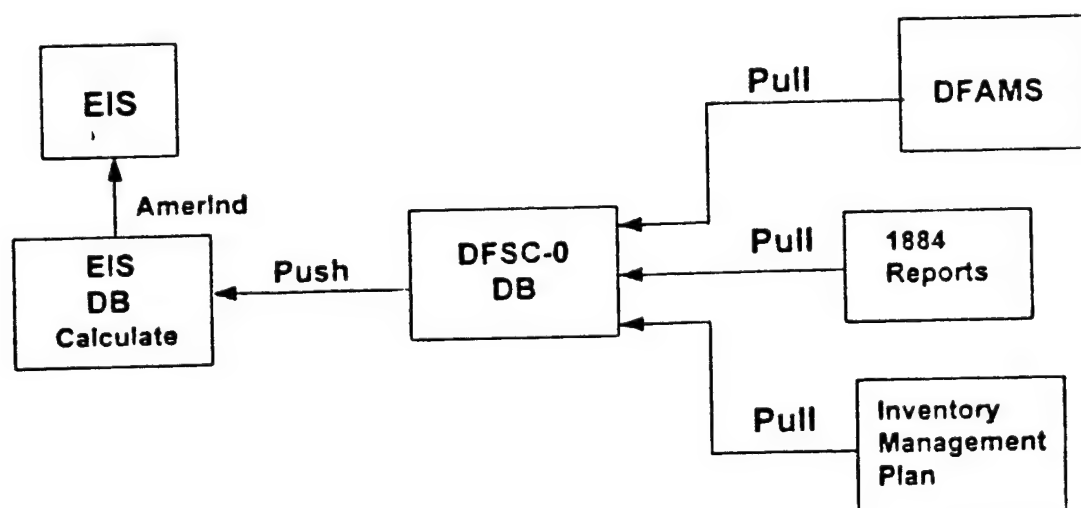 EIS
AmerInd
EIS
DB
Calculate
Push
DFSC-0
DB
Pull
DFAMS
Pull
1884
Reports
Pull
Inventory
Management
Plan